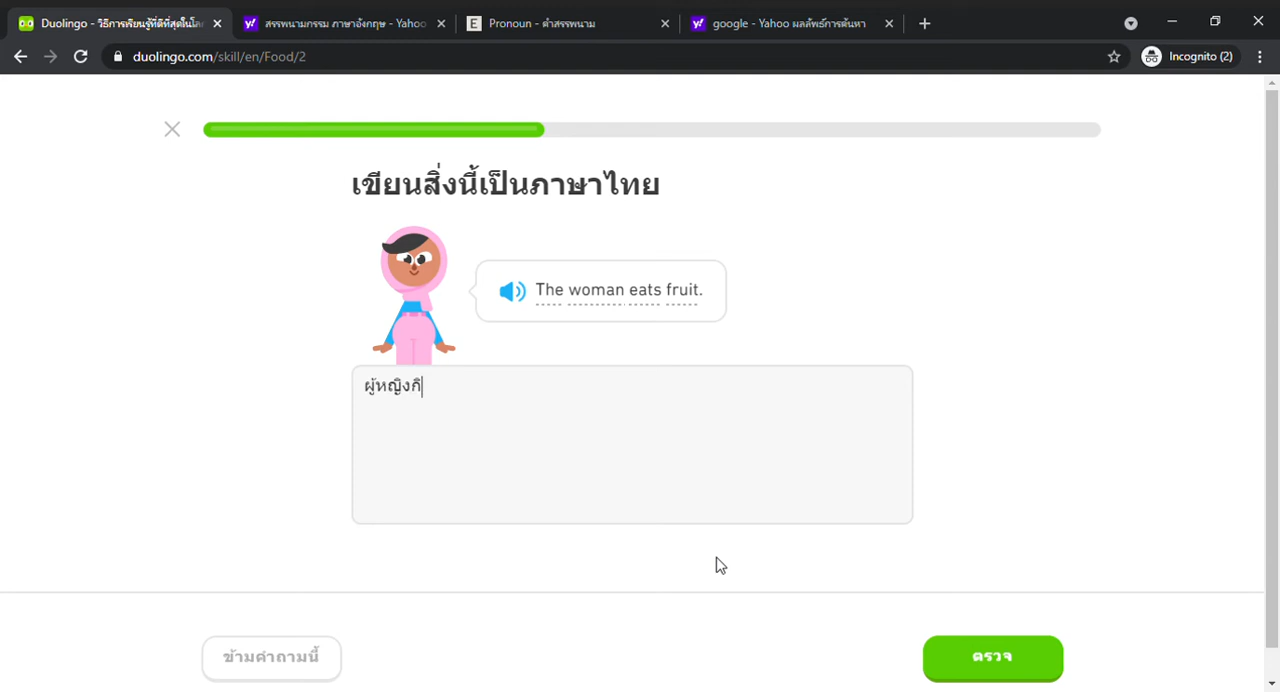 Duolingo - วิธีการเรียนรู้ที่ดีที่สุดในโล
สรรพนามกรรม ภาษาอังกฤษ - Yahoo
Pronoun - คำสรรพนาม
google - Yahoo ผลลัพธ์การค้นหา
duolingo.com/skill/en/Food/2
Incognito (2)
เขียนสิ่งนี้เป็นภาษาไทย
The woman eats fruit.
ผู้หญิงกิ
ข้ามคำถามนี้
ตรวจ